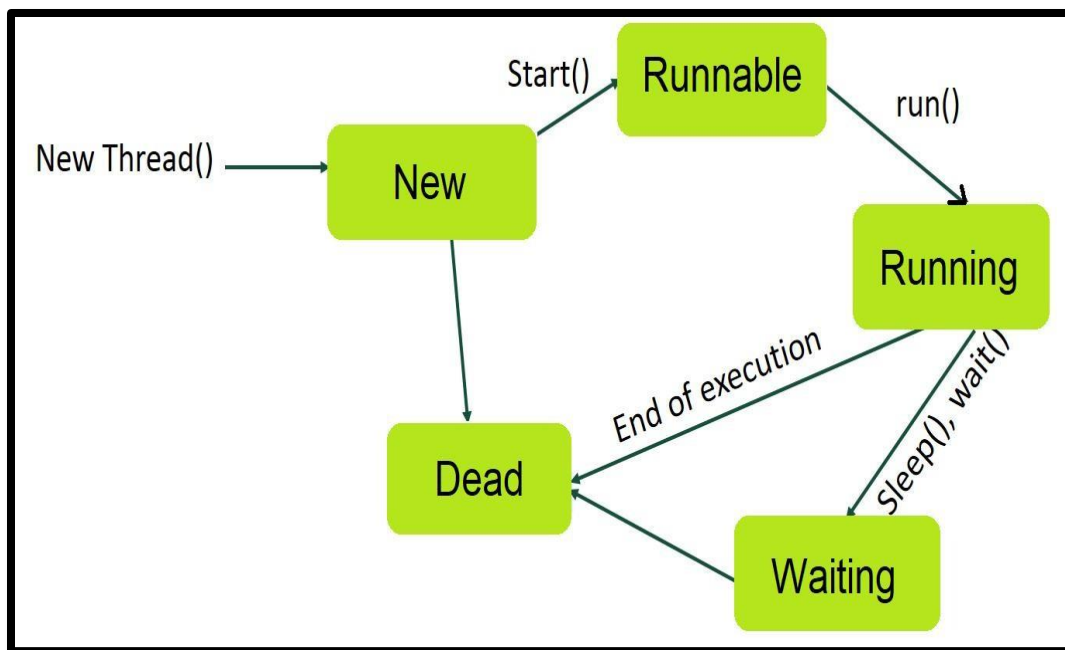 New Thread()
New
Start()
Runnable
run()
Running
End of execution
Sleep(), wait()
Dead
Waiting